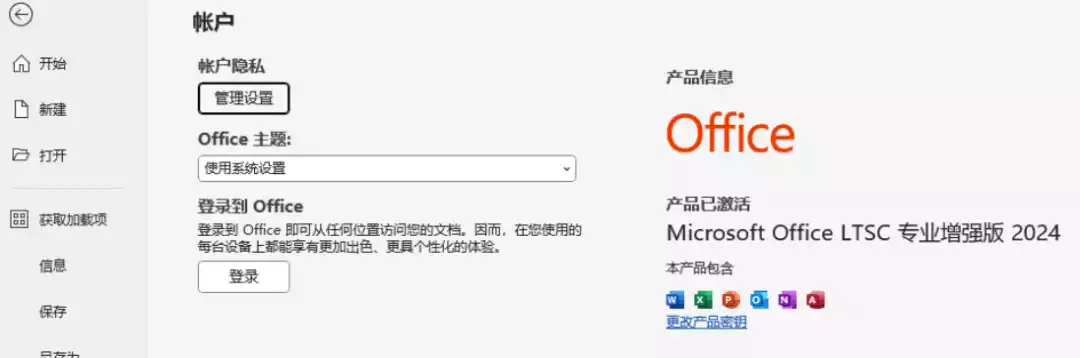 帐户
开始
新建
打开
获取加载项
信息
保存
另存为
帐户隐私
管理设置
Office 主题:
使用系统设置
登录到 Office
登录到 Office 即可从任何位置访问您的文档。因而，在您使用的
每台设备上都能享有更加出色、更具个性化的体验。
登录
产品信息
Office
产品已激活
Microsoft Office LTSC 专业增强版 2024
本产品包含
W X P O N A
更改产品密钥